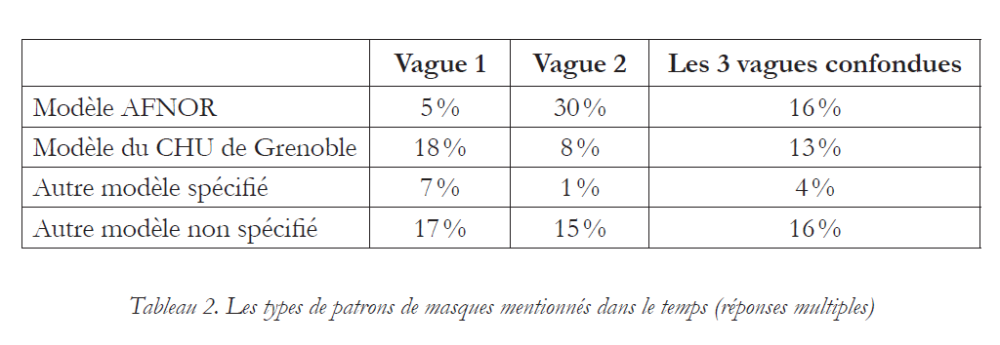 Vague 1 Vague 2 Les 3 vagues confondues
Modèle AFNOR 5 % 30 % 16 %
Modèle du CHU de Grenoble 18 % 8 % 13 %
Autre modèle spécifié 7 % 1 % 4 %
Autre modèle non spécifié 17 % 15 % 16 %
Tableau 2. Les types de patrons de masques mentionnés dans le temps (réponses multiples)